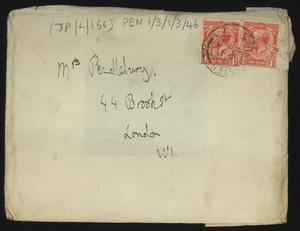 (JP/L/156) PEN 1/3/1/3/46
Mrs Pendlebury,
44 Brook St
London
W1.